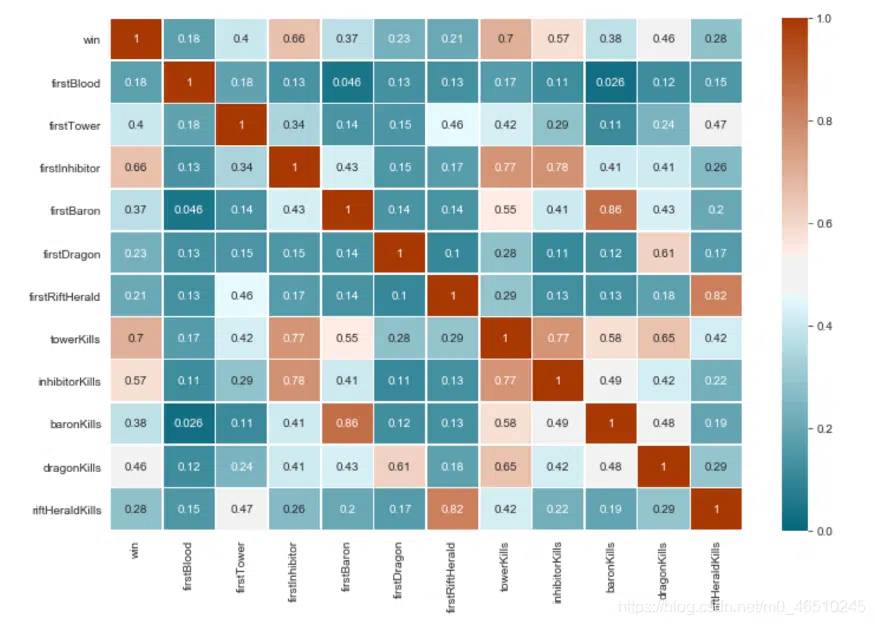 win 1 0.18 0.4 0.66 0.37 0.23 0.21 0.7 0.57 0.38 0.46 0.28 1.0
firstBlood 0.18 1 0.18 0.13 0.046 0.13 0.13 0.17 0.11 0.026 0.12 0.15
firstTower 0.4 0.18 1 0.34 0.14 0.15 0.46 0.42 0.29 0.11 0.24 0.47 0.8
firstInhibitor 0.66 0.13 0.34 1 0.43 0.15 0.17 0.77 0.78 0.41 0.41 0.26
firstBaron 0.37 0.046 0.14 0.43 1 0.14 0.14 0.55 0.41 0.86 0.43 0.2 0.6
firstDragon 0.23 0.13 0.15 0.15 0.14 1 0.1 0.28 0.11 0.12 0.61 0.17
firstRiftHerald 0.21 0.13 0.46 0.17 0.14 0.1 1 0.29 0.13 0.13 0.18 0.82
towerKills 0.7 0.17 0.42 0.77 0.55 0.28 0.29 1 0.77 0.58 0.65 0.42 0.4
inhibitorKills 0.57 0.11 0.29 0.78 0.41 0.11 0.13 0.77 1 0.49 0.42 0.22
baronKills 0.38 0.026 0.11 0.41 0.86 0.12 0.13 0.58 0.49 1 0.48 0.19 0.2
dragonKills 0.46 0.12 0.24 0.41 0.43 0.61 0.18 0.65 0.42 0.48 1 0.29
riftHeraldKills 0.28 0.15 0.47 0.26 0.2 0.17 0.82 0.42 0.22 0.19 0.29 1 0.0
win firstBlood firstTower firstInhibitor firstBaron firstDragon firstRiftHerald towerKills inhibitorKills baronKills dragonKills riftHeraldKills
https://blog.csdn.net/m0_46510245